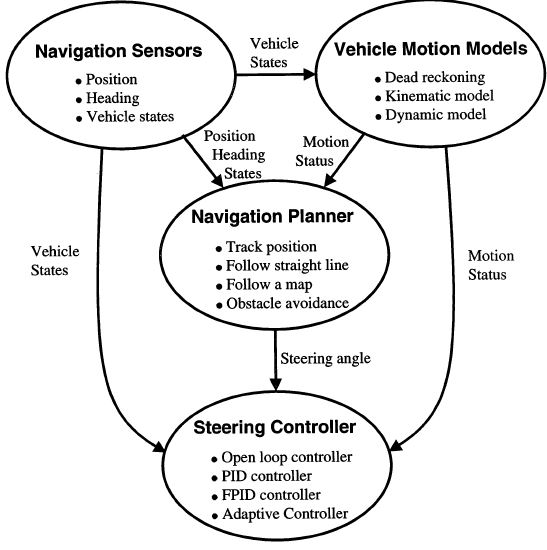 Navigation Sensors
• Position
• Heading
• Vehicle states
Vehicle
States
Vehicle Motion Models
• Dead reckoning
• Kinematic model
• Dynamic model
Position
Heading
States
Motion
Status
Navigation Planner
• Track position
• Follow straight line
• Follow a map
• Obstacle avoidance
Vehicle
States
Motion
Status
Steering angle
Steering Controller
• Open loop controller
• PID controller
• FPID controller
• Adaptive Controller